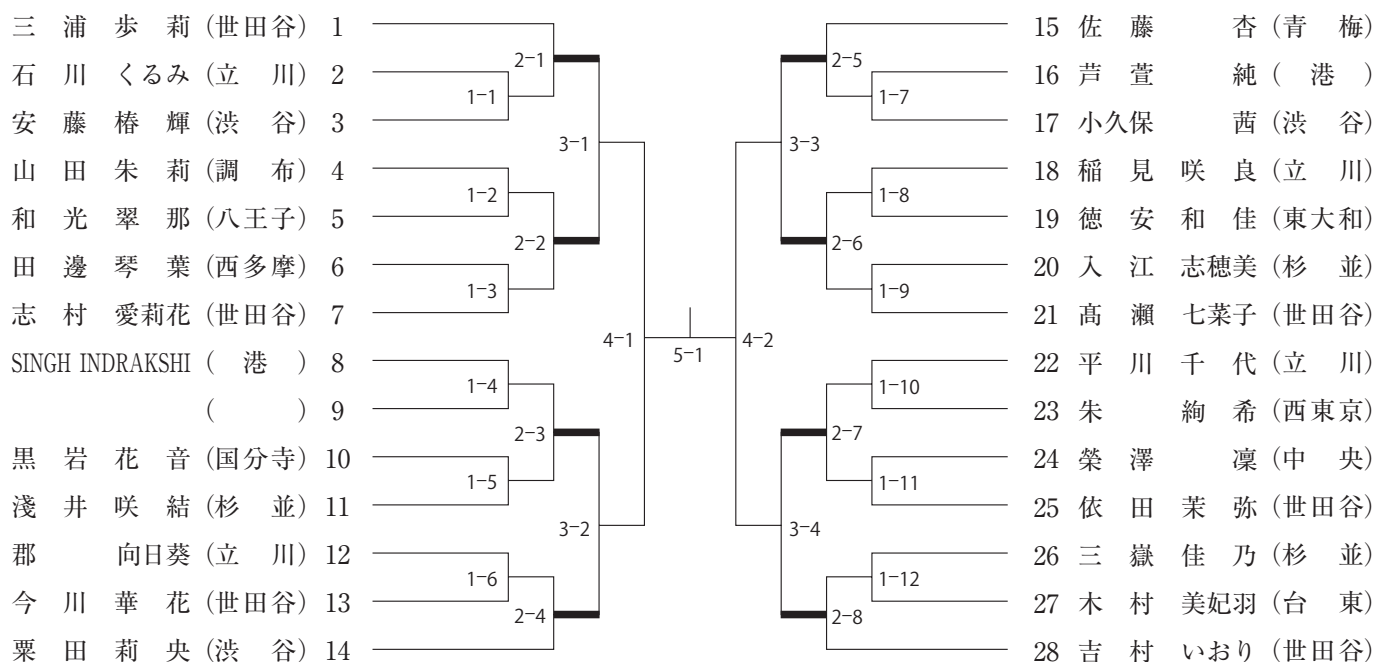 三浦歩莉（世田谷）1
石川くるみ（立川）2
安藤椿輝（渋谷）3
山田朱莉（調布）4
和光翠那（八王子）5
田邊琴葉（西多摩）6
志村愛莉花（世田谷）7
SINGH INDRAKSHI（港）8
（　　）9
黒岩花音（国分寺）10
淺井咲結（杉並）11
郡向日葵（立川）12
今川華花（世田谷）13
粟田莉央（渋谷）14
2-1
1-1
3-1
1-2
2-2
1-3
4-1
1-4
2-3
1-5
3-2
1-6
2-4
5-1
2-5
1-7
3-3
1-8
2-6
1-9
4-2
1-10
2-7
1-11
3-4
1-12
2-8
15 佐藤杏（青梅）
16 芦萱純（港）
17 小久保茜（渋谷）
18 稲見咲良（立川）
19 徳安和佳（東大和）
20 入江志穂美（杉並）
21 髙瀨七菜子（世田谷）
22 平川千代（立川）
23 朱絢希（西東京）
24 榮澤凜（中央）
25 依田茉弥（世田谷）
26 三嶽佳乃（杉並）
27 木村美妃羽（台東）
28 吉村いおり（世田谷）